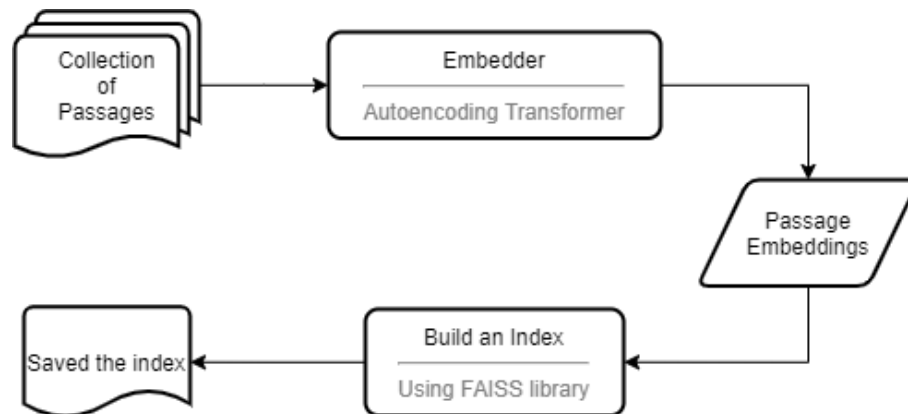 Collection
of
Passages
Embedder
Autoencoding Transformer
Passage
Embeddings
Build an Index
Using FAISS library
Saved the index